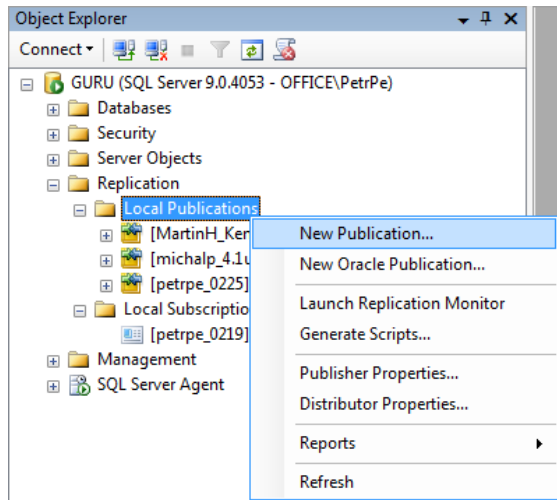 Object Explorer
Connect
GURU (SQL Server 9.0.4053 - OFFICE\PetrPe)
Databases
Security
Server Objects
Replication
Local Publications
[MartinH_Ker
[michalp_4.1u
[petrpe_0225]
Local Subscriptio
[petrpe_0219]
Management
SQL Server Agent
New Publication...
New Oracle Publication...
Launch Replication Monitor
Generate Scripts...
Publisher Properties...
Distributor Properties...
Reports
Refresh